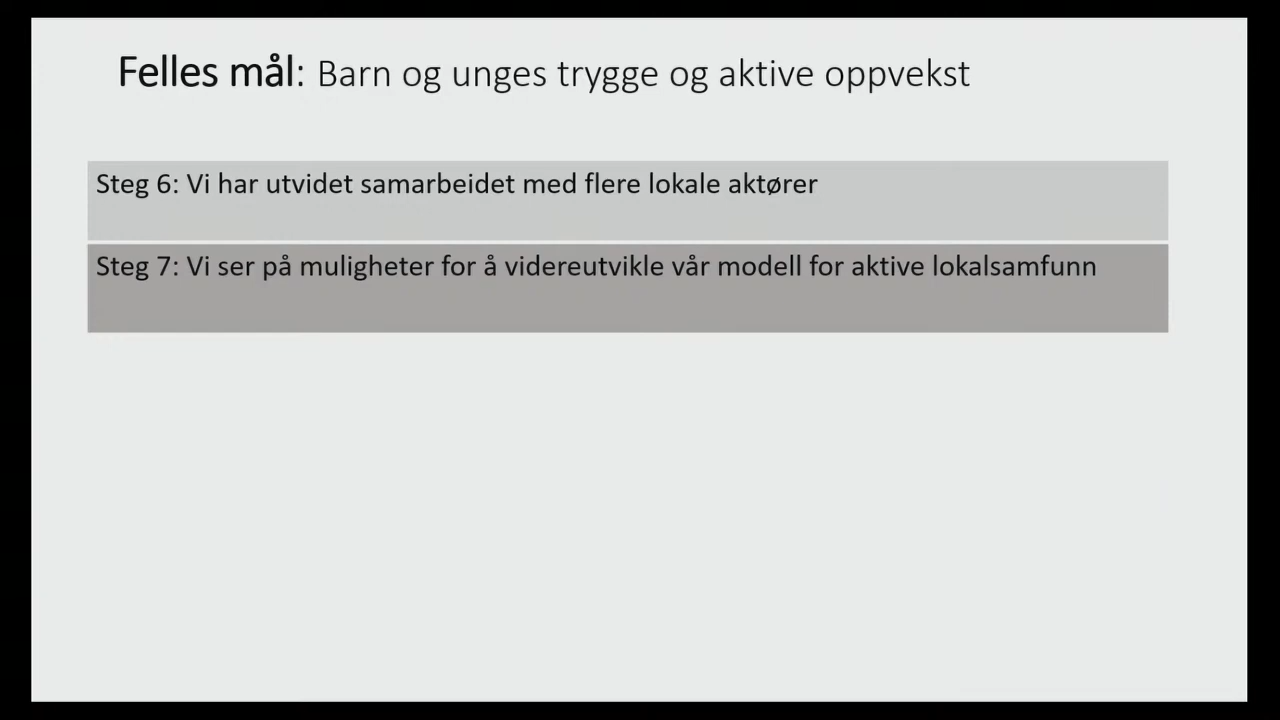 Felles mål: Barn og unges trygge og aktive oppvekst
Steg 6: Vi har utvidet samarbeidet med flere lokale aktører
Steg 7: Vi ser på muligheter for å videreutvikle vår modell for aktive lokalsamfunn